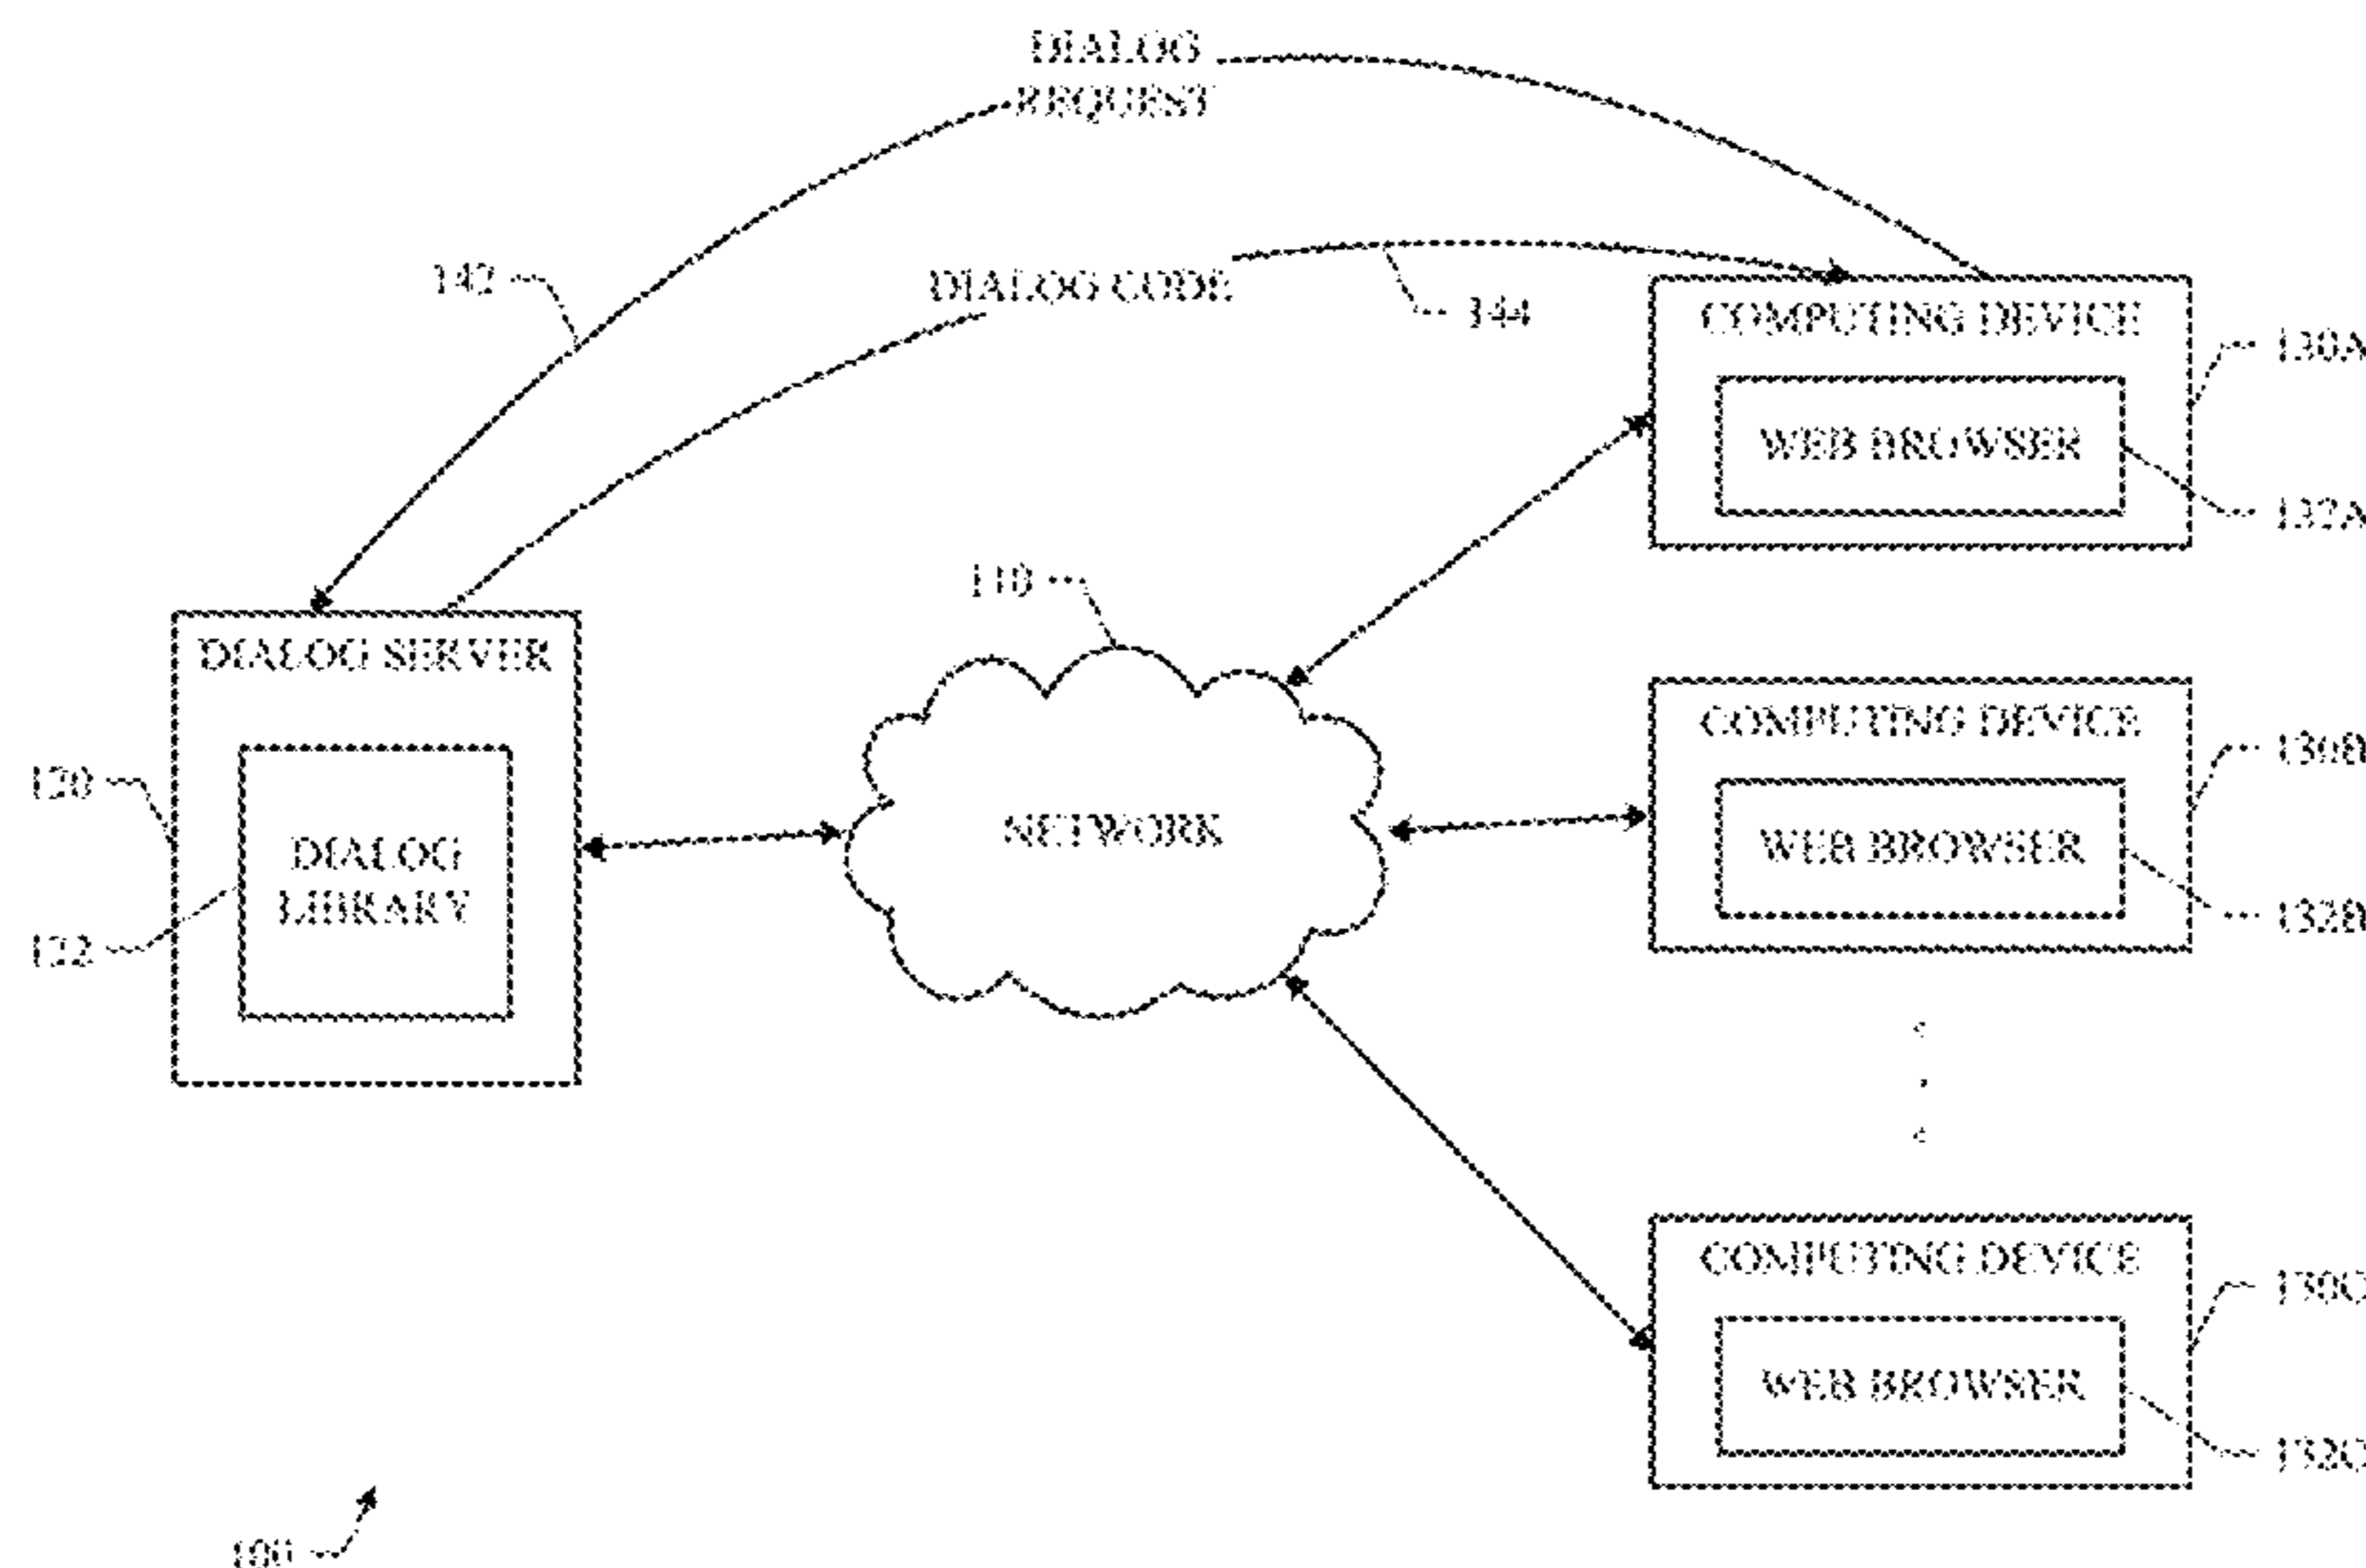 DIALOG
REQUEST
142
DIALOG CODE
144
COMPUTING DEVICE
130A
WEB BROWSER
132A
110
DIALOG SERVER
COMPUTING DEVICE
130B
120
DIALOG
LIBRARY
NETWORK
WEB BROWSER
122
132B
COMPUTING DEVICE
130C
WEB BROWSER
132C
100